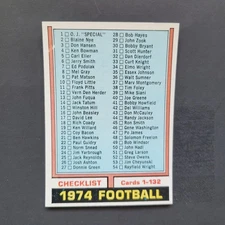 1 O.J. "SPECIAL"
2 Blaine Nye
3 Don Hansen
4 Ken Bowman
5 Carl Eller
6 Jerry Smith
7 Ed Podolak
8 Mel Gray
9 Pat Matson
10 Floyd Little
11 Frank Pitts
12 Vern Den Herder
13 John Fuqua
14 Jack Tatum
15 Winston Hill
16 John Beasley
17 David Lee
18 Rich Coady
19 Ken Willard
20 Coy Bacon
21 Ben Hawkins
22 Paul Guidry
23 Norm Snead
24 Jim Yarbrough
25 Jack Reynolds
26 Josh Ashton
27 Donnie Green
28 Bob Hayes
29 John Zook
30 Bobby Bryant
31 Scott Hunter
32 Dan Dierdorf
33 Curt Knight
34 Elmo Wright
35 Essex Johnson
36 Walt Sumner
37 Marv Montgomery
38 Tim Foley
39 Mike Siani
40 Joe Greene
41 Bobby Howfield
42 Del Williams
43 Don McCauley
44 Randy Jackson
45 Ron Smith
46 Gene Washington
47 Po James
48 Solomon Freelon
49 Bob Windsor
50 John Hadl
51 Greg Larson
52 Steve Owens
53 Jim Cheyunski
54 Rayfield Wright
CHECKLIST Cards 1-132
1974 FOOTBALL